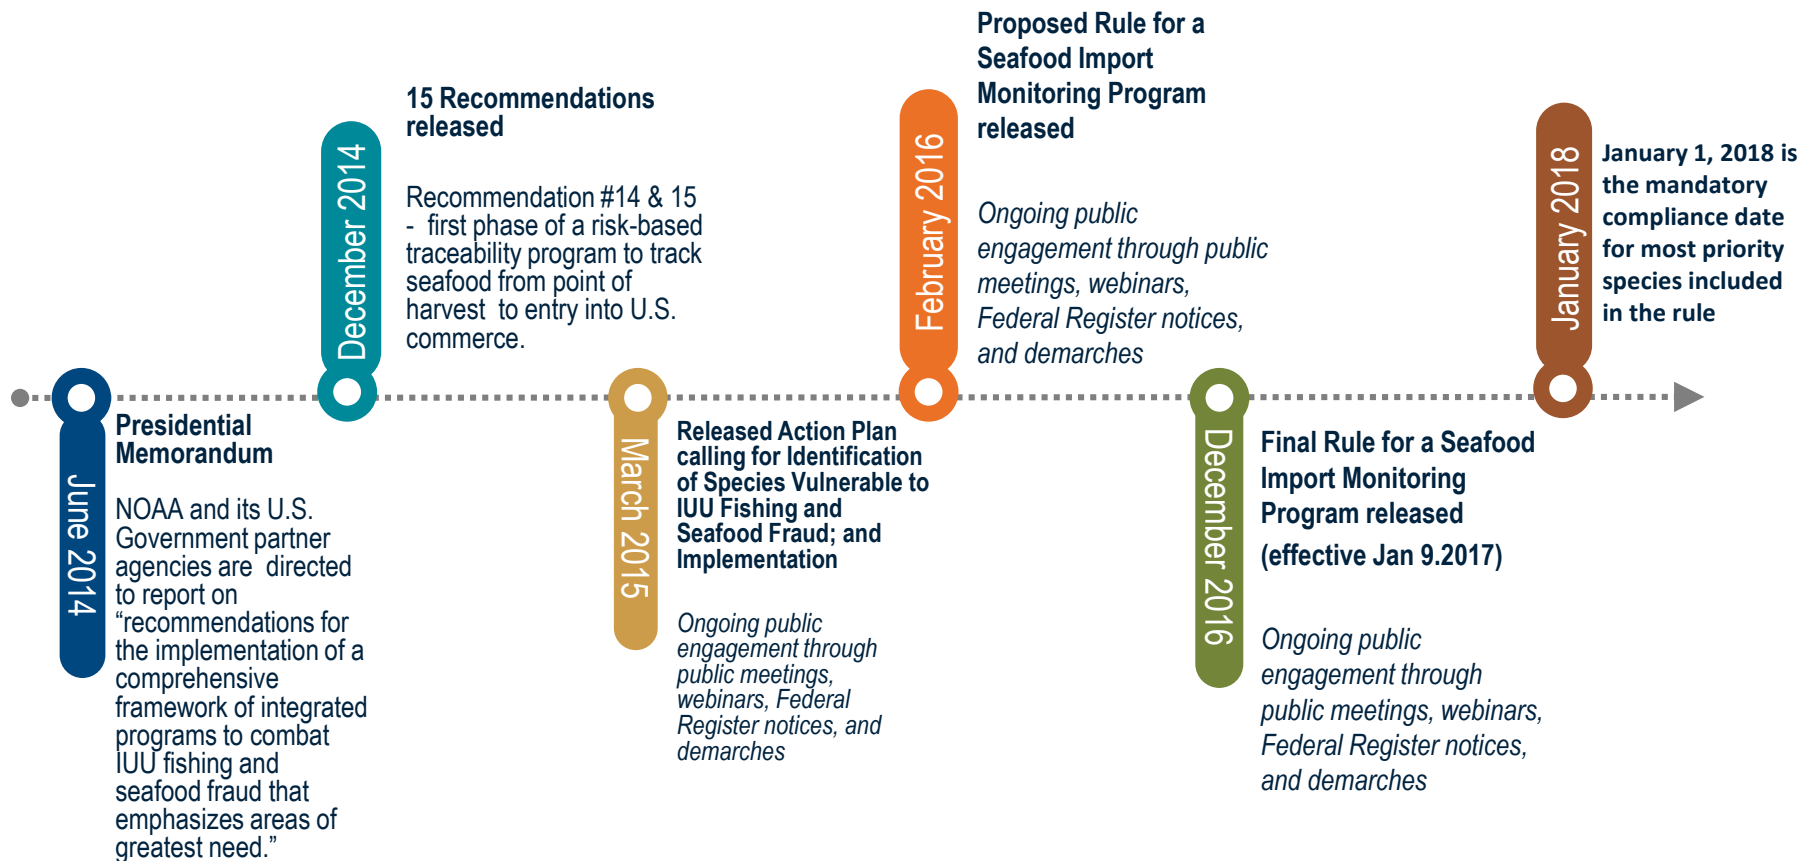 June 2014
Presidential
Memorandum
NOAA and its U.S.
Government partner
agencies are directed
to report on
“recommendations for
the implementation of a
comprehensive
framework of integrated
programs to combat
IUU fishing and
seafood fraud that
emphasizes areas of
greatest need.”
December 2014
15 Recommendations
released
Recommendation #14 & 15
- first phase of a risk-based
traceability program to track
seafood from point of
harvest to entry into U.S.
commerce.
March 2015
Released Action Plan
calling for Identification
of Species Vulnerable to
IUU Fishing and
Seafood Fraud; and
Implementation
Ongoing public
engagement through
public meetings,
webinars, Federal
Register notices, and
demarches
February 2016
Proposed Rule for a
Seafood Import
Monitoring Program
released
Ongoing public
engagement through public
meetings, webinars,
Federal Register notices,
and demarches
December 2016
Final Rule for a Seafood
Import Monitoring
Program released
(effective Jan 9.2017)
Ongoing public
engagement through
public meetings, webinars,
Federal Register notices,
and demarches
January 2018
January 1, 2018 is
the mandatory
compliance date
for most priority
species included
in the rule